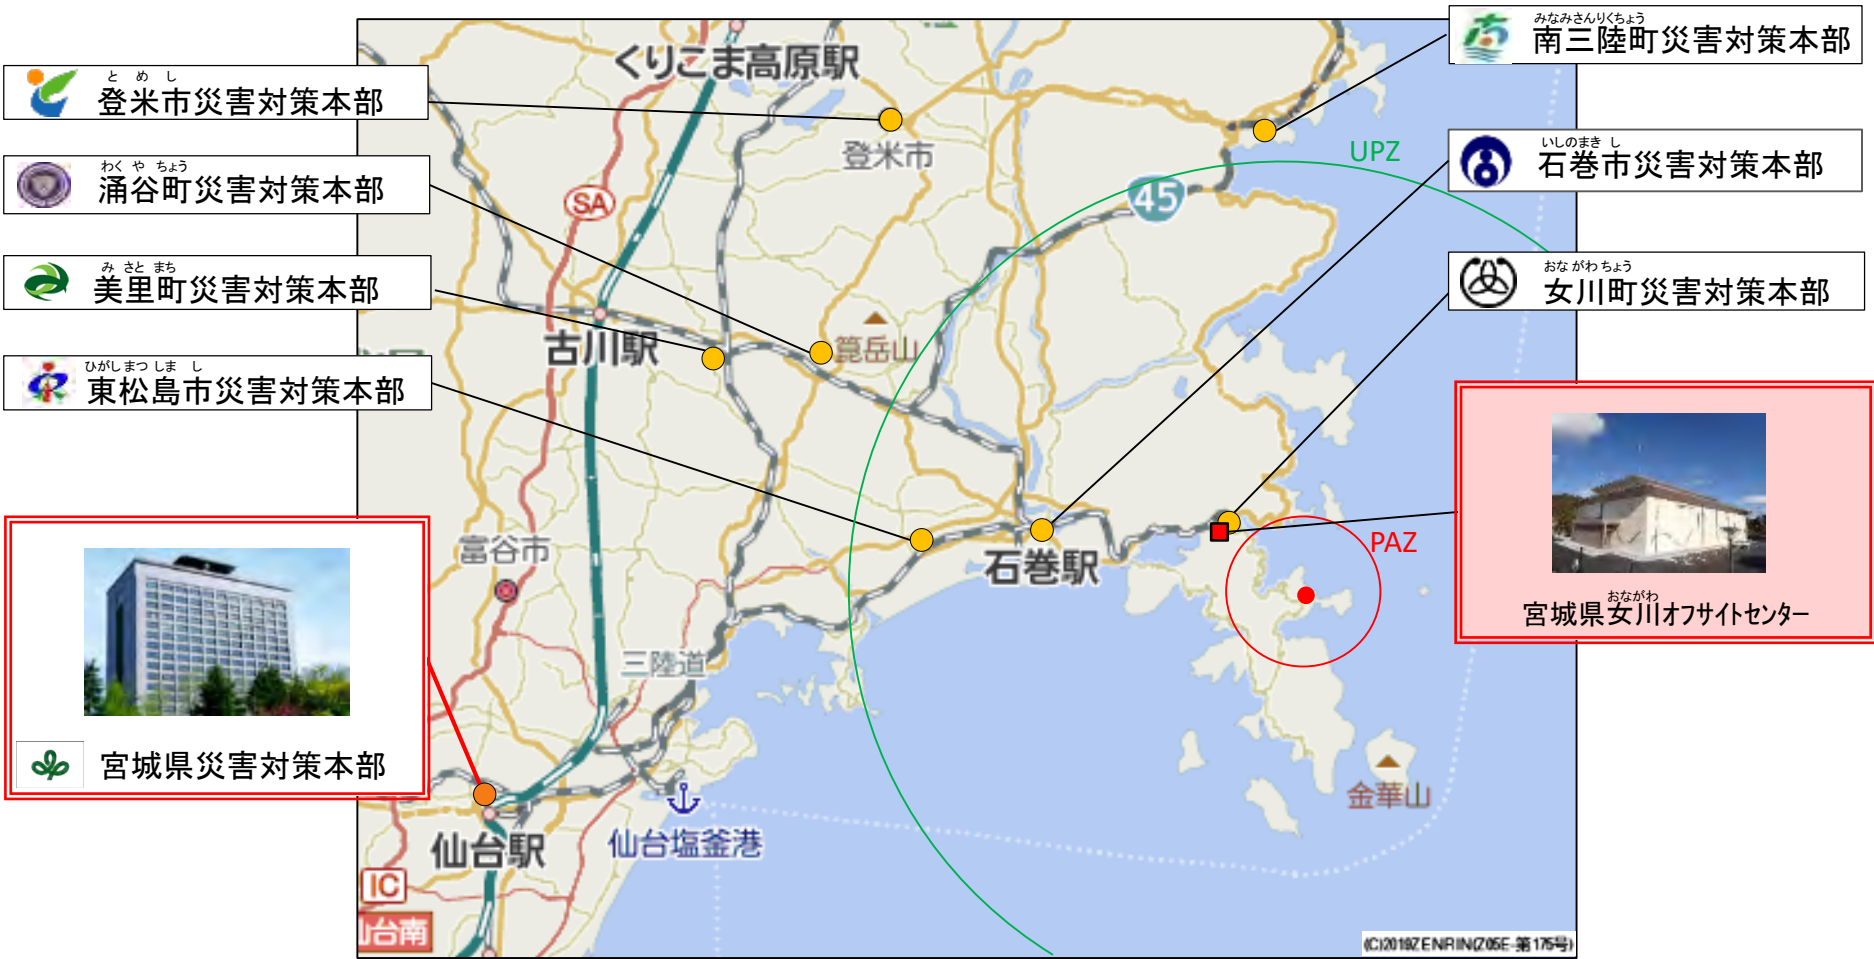 とめし
登米市災害対策本部
わくやちょう
涌谷町災害対策本部
みさとまち
美里町災害対策本部
ひがしまつしまし
東松島市災害対策本部
宮城県災害対策本部
みなみさんりくちょう
南三陸町災害対策本部
いしのまきし
石巻市災害対策本部
おながわちょう
女川町災害対策本部
おながわ
宮城県女川オフサイトセンター
くりこま高原駅
登米市
UPZ
45
SA
古川駅
箟岳山
富谷市
石巻駅
PAZ
三陸道
金華山
仙台駅
仙台塩釜港
IC
仙台南
(C)2019ZENRIN(Z05E-第175号)